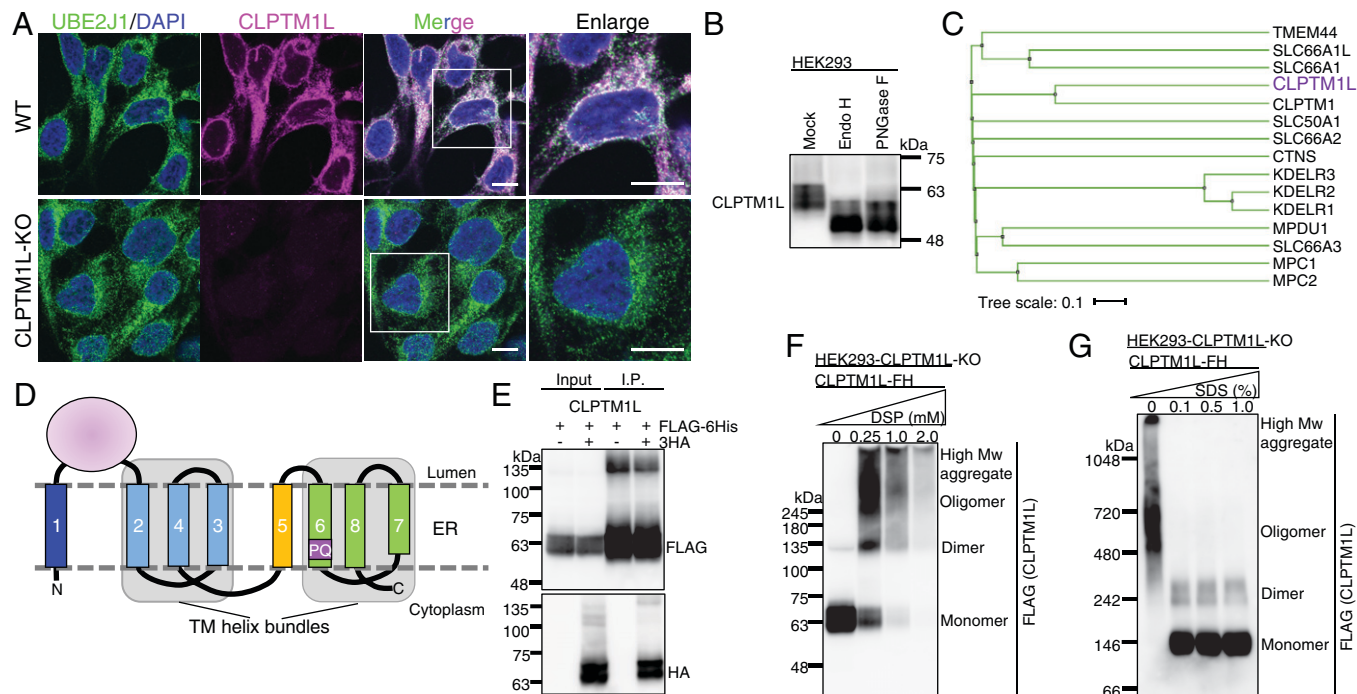 A
UBE2J1/DAPI CLPTM1L Merge Enlarge
WT
CLPTM1L-KO
B
HEK293
Mock
Endo H
PNGase F
kDa
75
63
48
CLPTM1L
C
TMEM44
SLC66A1L
SLC66A1
CLPTM1L
CLPTM1
SLC50A1
SLC66A2
CTNS
KDELR3
KDELR2
KDELR1
MPDU1
SLC66A3
MPC1
MPC2
Tree scale: 0.1
D
Lumen
1 2 4 3 5 6 8 7
PQ
ER
N
C
Cytoplasm
TM helix bundles
E
Input I.P.
CLPTM1L
+ + + + FLAG-6His
- + - + 3HA
135
100
75
63
48
FLAG
135
100
75
63
HA
F
HEK293-CLPTM1L-KO
CLPTM1L-FH
DSP (mM)
0 0.25 1.0 2.0
kDa
245
180
135
100
75
63
48
High Mw
aggregate
Oligomer
Dimer
Monomer
FLAG (CLPTM1L)
G
HEK293-CLPTM1L-KO
CLPTM1L-FH
SDS (%)
0 0.1 0.5 1.0
kDa
1048
720
480
242
146
66
High Mw
aggregate
Oligomer
Dimer
Monomer
FLAG (CLPTM1L)